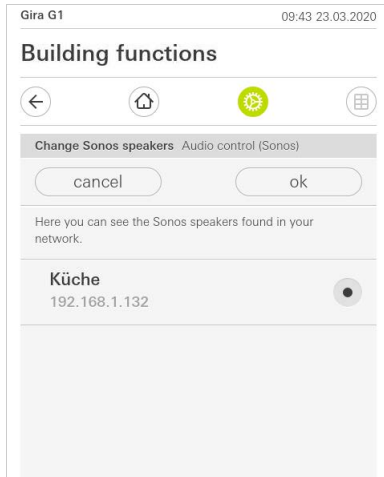 Gira G1 09:43 23.03.2020
Building functions
Change Sonos speakers Audio control (Sonos)
cancel ok
Here you can see the Sonos speakers found in your
network.
Küche
192.168.1.132